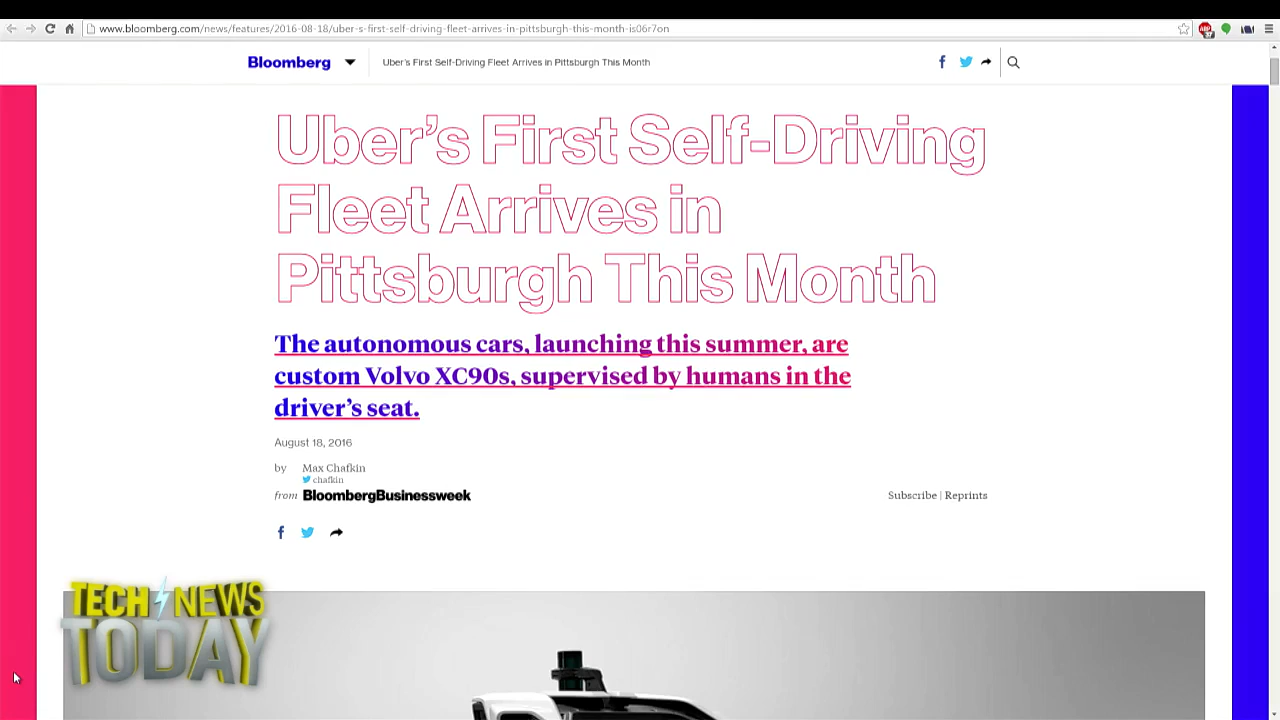 www.bloomberg.com/news/features/2016-08-18/uber-s-first-self-driving-fleet-arrives-in-pittsburgh-this-month-is06r7on
Bloomberg
Uber's First Self-Driving Fleet Arrives in Pittsburgh This Month
Uber's First Self-Driving
Fleet Arrives in
Pittsburgh This Month
The autonomous cars, launching this summer, are
custom Volvo XC90s, supervised by humans in the
driver's seat.
August 18, 2016
by Max Chafkin
chafkin
from BloombergBusinessweek
Subscribe | Reprints
TECH NEWS
TODAY